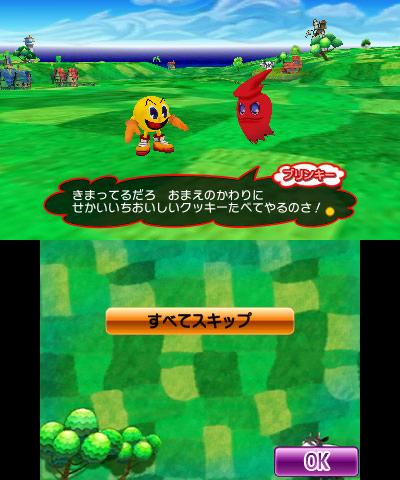 ブリンキー
きまってるだろ　おまえのかわりに
せかいいちおいしいクッキーたべてやるのさ！
すべてスキップ
OK